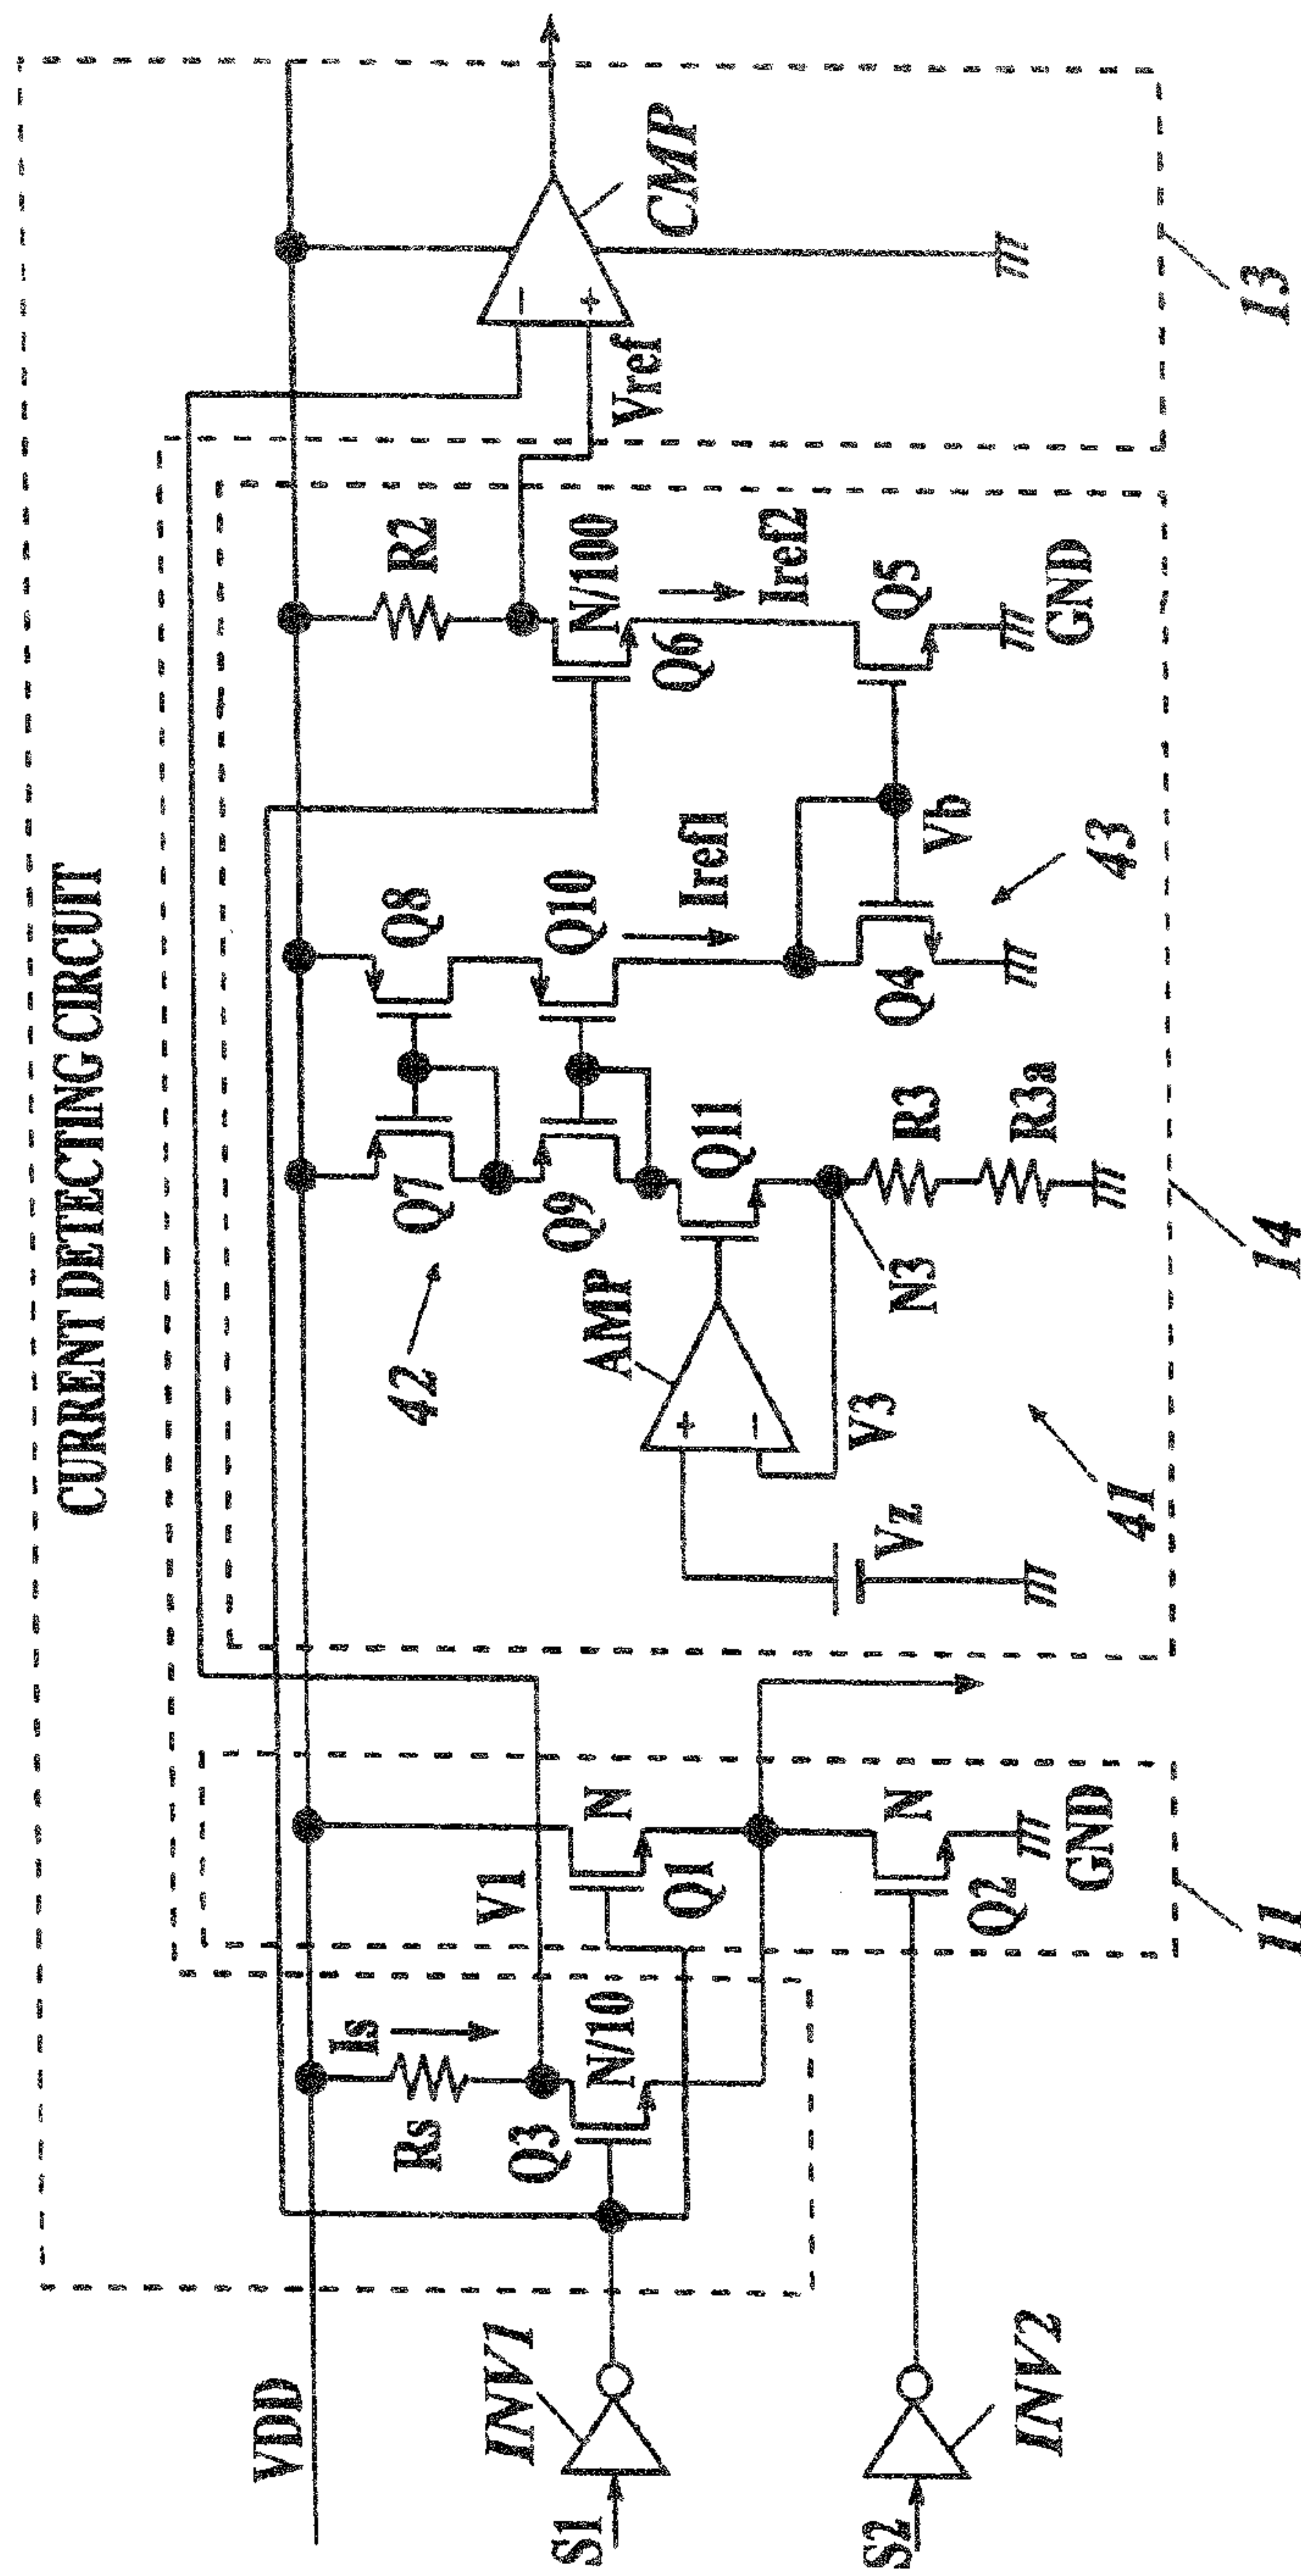 CURRENT DETECTING CIRCUIT
VDD
Is
Rs
V1
Q3
N/10
N
Q1
N
Q2
GND
11
INV1
S1
INV2
S2
42
Q7
Q8
Q9
Q10
AMP
+
−
Q11
Iref1
Vz
V3
N3
R3
R3a
41
Q4
Vb
43
14
R2
N/100
Q6
Iref2
Q5
GND
Vref
−
+
CMP
13